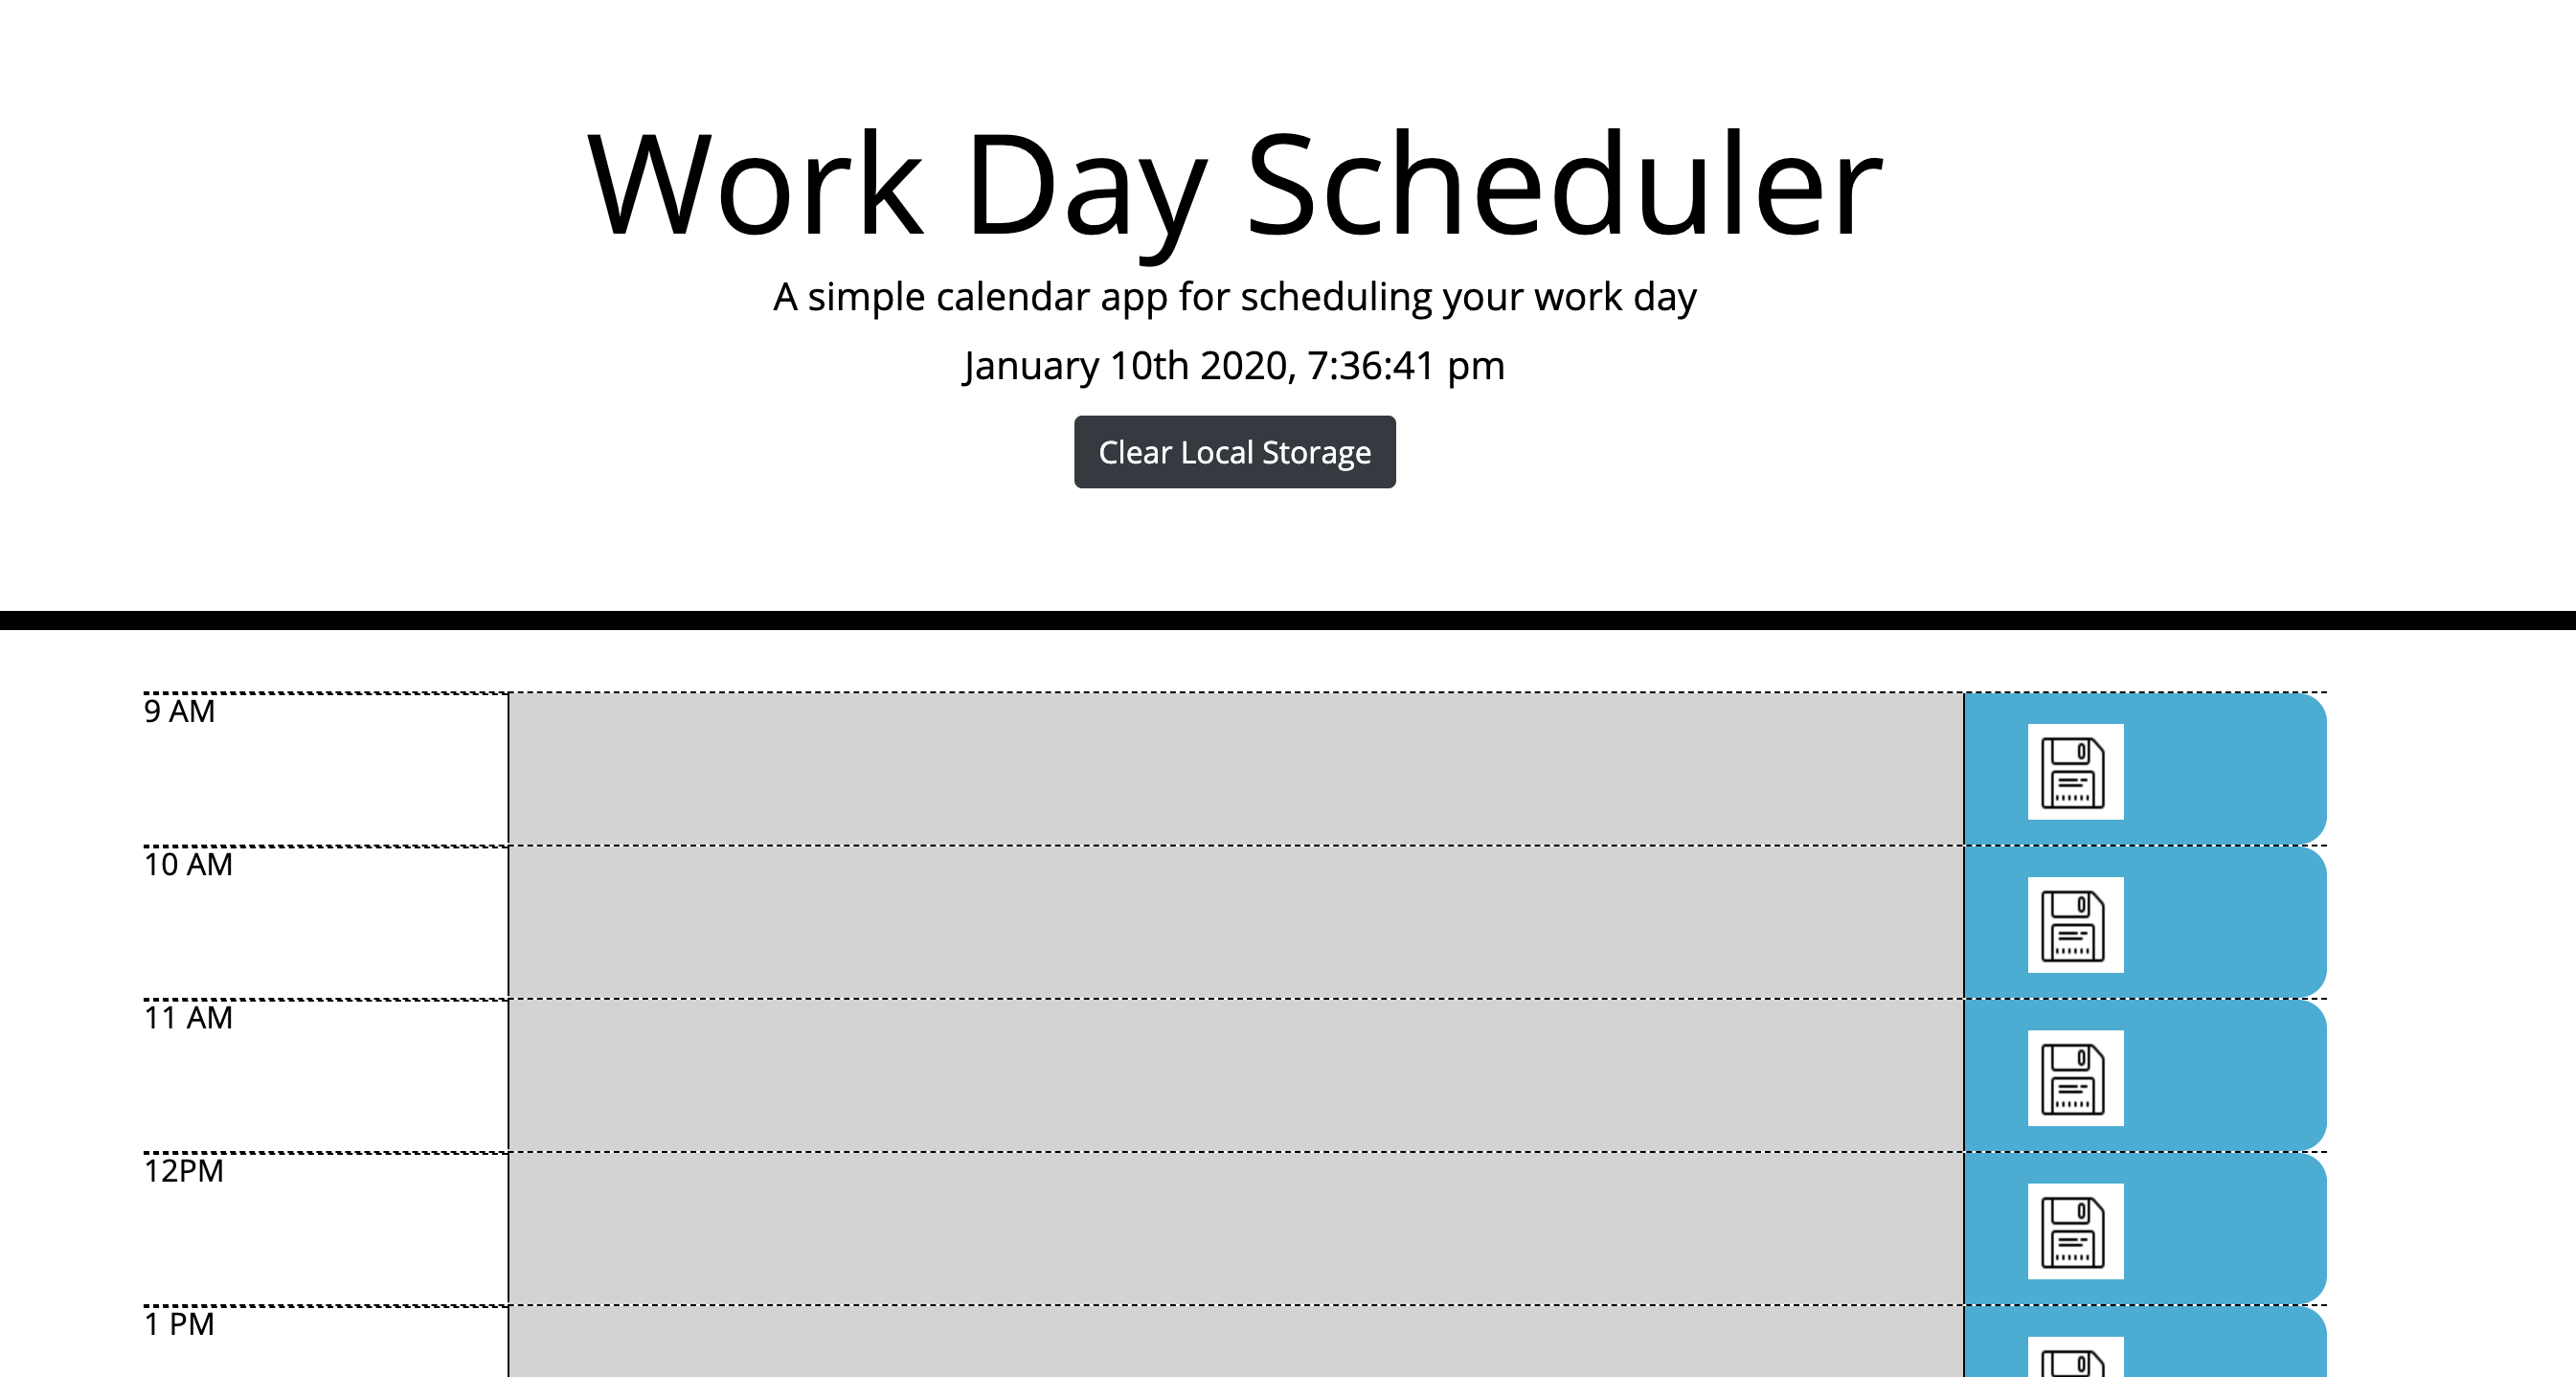 Work Day Scheduler
A simple calendar app for scheduling your work day
January 10th 2020, 7:36:41 pm
Clear Local Storage
9 AM
10 AM
11 AM
12PM
1 PM